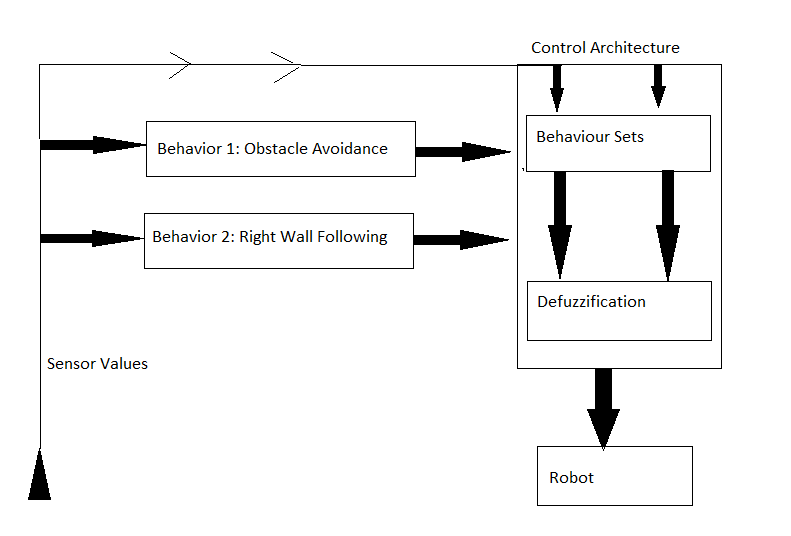 Control Architecture
Behaviour Sets
Behavior 1: Obstacle Avoidance
Behavior 2: Right Wall Following
Defuzzification
Sensor Values
Robot